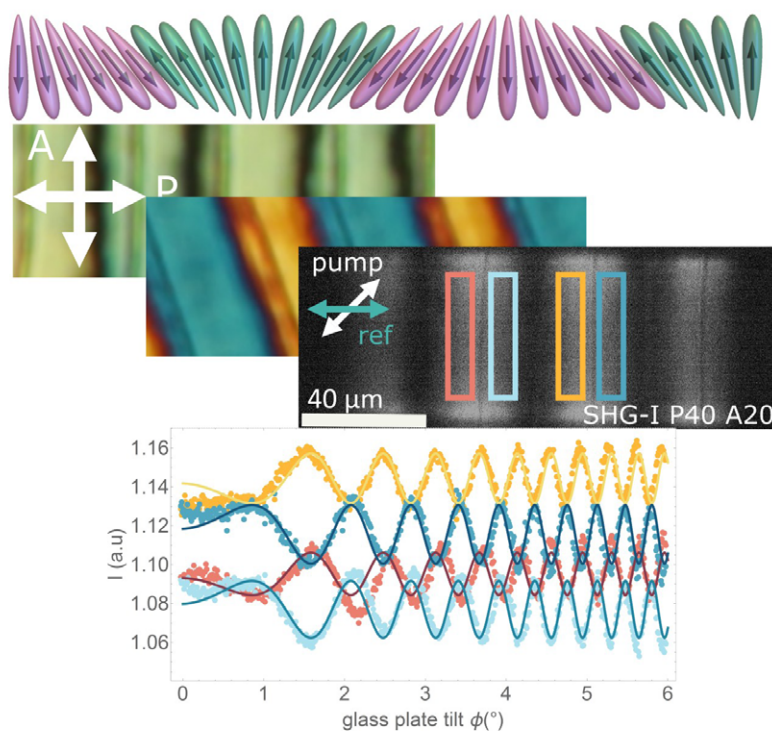 A
P
pump
ref
40 µm
SHG-I P40 A20
1.16
1.14
1.12
1.10
1.08
1.06
I (a.u)
0 1 2 3 4 5 6
glass plate tilt ϕ(°)